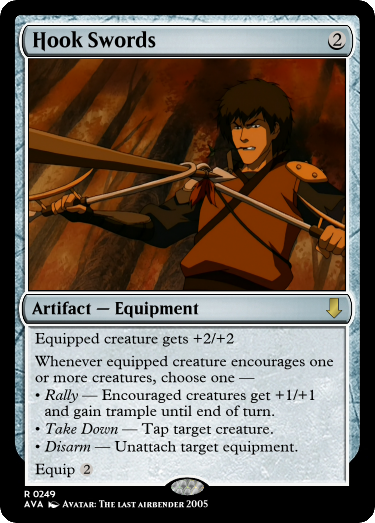 Hook Swords 2
Artifact — Equipment
Equipped creature gets +2/+2
Whenever equipped creature encourages one
or more creatures, choose one —
• Rally — Encouraged creatures get +1/+1
and gain trample until end of turn.
• Take Down — Tap target creature.
• Disarm — Unattach target equipment.
Equip 2
R 0249
AVA Avatar: The last airbender 2005